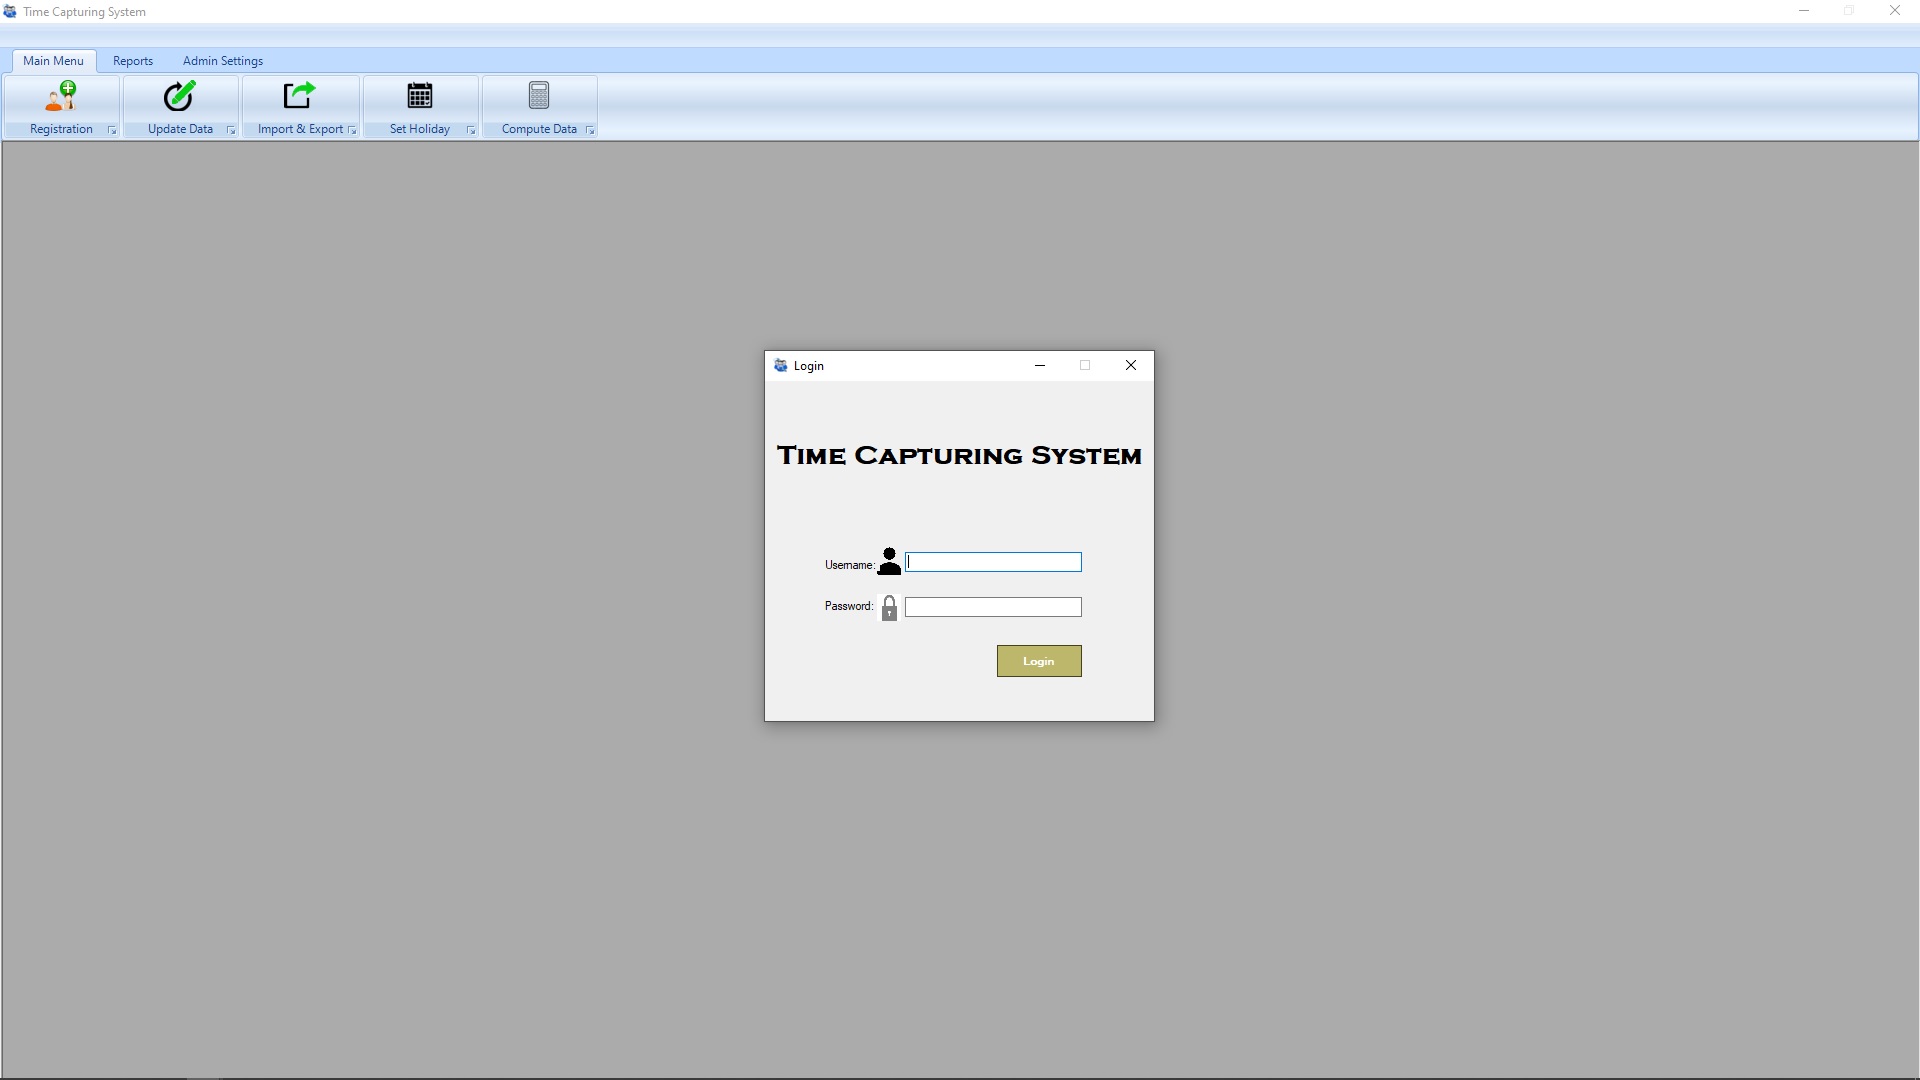 Time Capturing System
Main Menu Reports Admin Settings
Registration Update Data Import & Export Set Holiday Compute Data
Login
Time Capturing System
Username:
Password:
Login